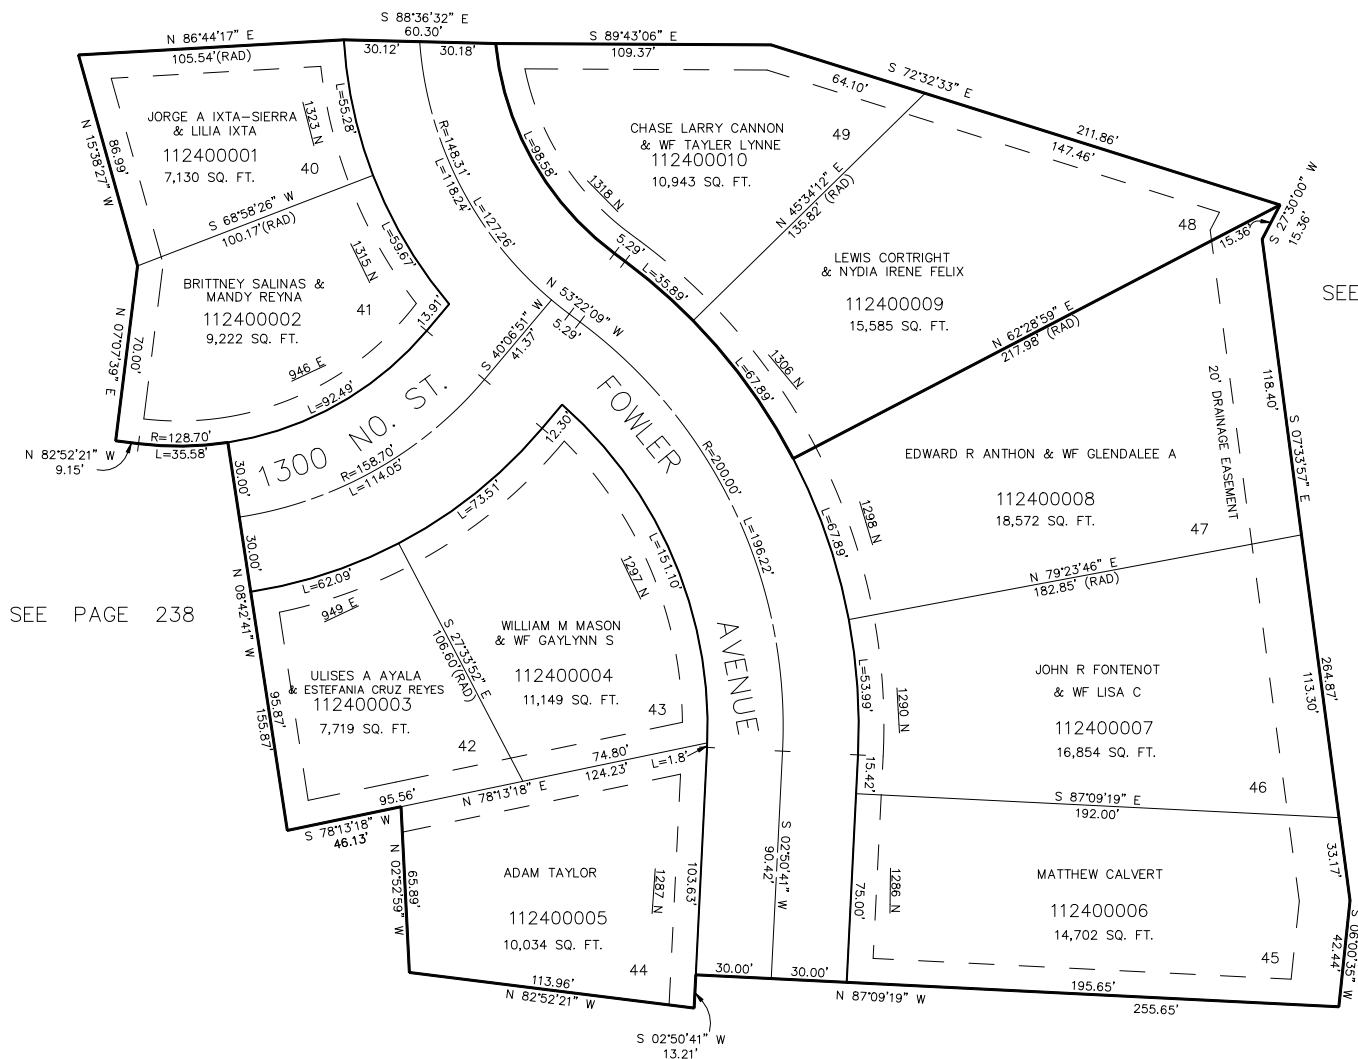 S 88°36'32" E
60.30'
30.12'
30.18'
N 86°44'17" E
105.54'(RAD)
S 89°43'06" E
109.37'
S 72°32'33" E
64.10'
211.86'
147.46'
S 27°30'00" W
15.36'
15.36'
N 15°38'27" W
86.99'
JORGE A IXTA-SIERRA
& LILIA IXTA
112400001
7,130 SQ. FT.
40
1323 N
L=55.28'
S 68°58'26" W
100.17'(RAD)
R=148.31'
L=118.24'
L=127.26'
L=98.58'
CHASE LARRY CANNON
& WF TAYLER LYNNE
112400010
10,943 SQ. FT.
49
1318 N
N 45°34'12" E
135.82' (RAD)
48
LEWIS CORTRIGHT
& NYDIA IRENE FELIX
112400009
15,585 SQ. FT.
1306 N
5.29'
L=35.89'
L=67.89'
N 62°28'59" E
217.98' (RAD)
SEE
BRITTNEY SALINAS &
MANDY REYNA
112400002
9,222 SQ. FT.
41
1315 N
L=59.67'
13.91'
946 E
L=92.49'
N 07°07'39" E
70.00'
R=128.70'
L=35.58'
N 82°52'21" W
9.15'
N 53°22'09" W
5.29'
S 40°06'51" W
41.37'
1300 NO. ST.
R=158.70'
L=114.05'
30.00'
30.00'
FOWLER
AVENUE
R=200.00'
L=196.22'
20' DRAINAGE EASEMENT
118.40'
S 07°33'57" E
264.87'
113.30'
EDWARD R ANTHON & WF GLENDALEE A
112400008
18,572 SQ. FT.
47
1298 N
L=67.89'
N 79°23'46" E
182.85' (RAD)
12.30'
L=73.51'
L=62.09'
949 E
L=151.10'
1297 N
SEE PAGE 238
N 08°42'41" W
95.87'
155.87'
S 27°33'52" E
106.60'(RAD)
WILLIAM M MASON
& WF GAYLYNN S
112400004
11,149 SQ. FT.
43
ULISES A AYALA
& ESTEFANIA CRUZ REYES
112400003
7,719 SQ. FT.
42
JOHN R FONTENOT
& WF LISA C
112400007
16,854 SQ. FT.
46
1290 N
L=53.99'
15.42'
74.80'
124.23'
L=1.8'
N 78°13'18" E
95.56'
S 78°13'18" W
46.13'
S 87°09'19" E
192.00'
N 02°52'59" W
65.89'
ADAM TAYLOR
112400005
10,034 SQ. FT.
44
1287 N
103.63'
S 02°50'41" W
90.42'
75.00'
1286 N
MATTHEW CALVERT
112400006
14,702 SQ. FT.
45
33.17'
S 06°00'35" W
42.44'
113.96'
N 82°52'21" W
30.00'
30.00'
N 87°09'19" W
195.65'
255.65'
S 02°50'41" W
13.21'